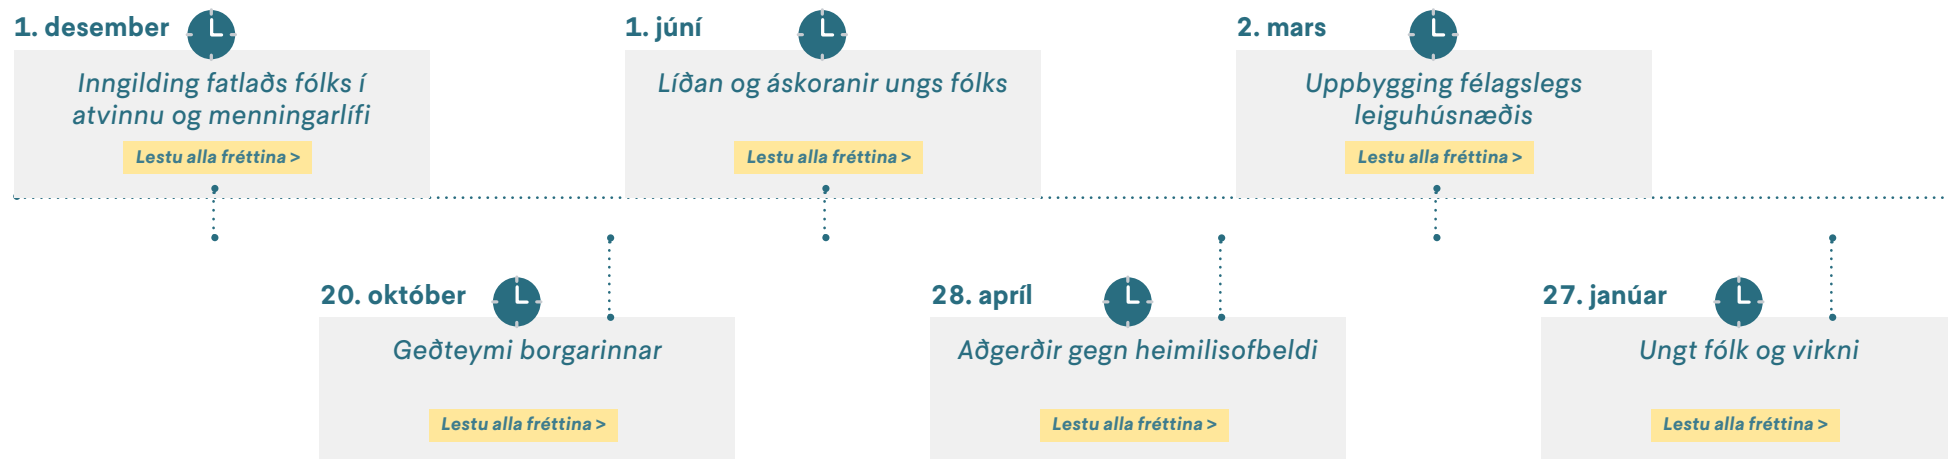 1. desember
Inngilding fatlaðs fólks í
atvinnu og menningarlífi
Lestu alla fréttina >
20. október
Geðteymi borgarinnar
Lestu alla fréttina >
1. júní
Líðan og áskoranir ungs fólks
Lestu alla fréttina >
28. apríl
Aðgerðir gegn heimilisofbeldi
Lestu alla fréttina >
2. mars
Uppbygging félagslegs
leiguhúsnæðis
Lestu alla fréttina >
27. janúar
Ungt fólk og virkni
Lestu alla fréttina >